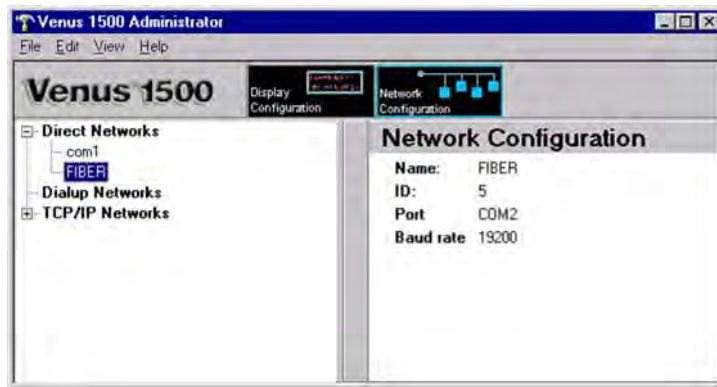 Venus 1500 Administrator
File Edit View Help
Venus 1500
Display
Configuration
Network
Configuration
Direct Networks
com1
FIBER
Dialup Networks
TCP/IP Networks
Network Configuration
Name: FIBER
ID: 5
Port COM2
Baud rate 19200